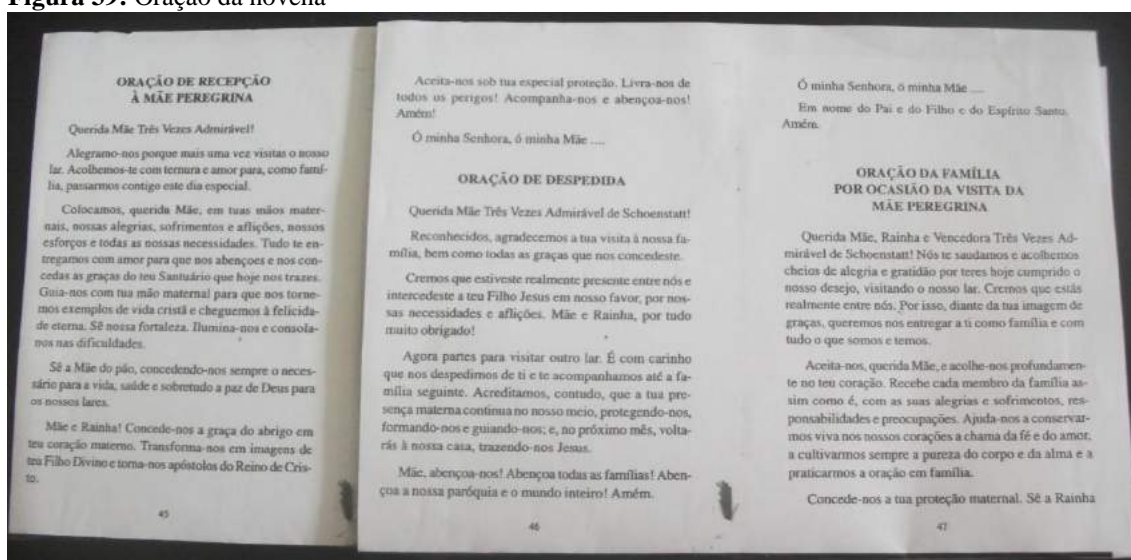 Figura 39: Oração da novena
ORAÇÃO DE RECEPÇÃO
À MÃE PEREGRINA
Querida Mãe Três Vezes Admirável!
Alegramo-nos porque mais uma vez visitas o nosso
lar. Acolhemos-te com ternura e amor para, como famí-
lia, passarmos contigo este dia especial.
Colocamos, querida Mãe, em tuas mãos mater-
nais, nossas alegrias, sofrimentos e aflições, nossos
esforços e todas as nossas necessidades. Tudo te en-
tregamos com amor para que nos abençoes e nos con-
cedas as graças do teu Santuário que hoje nos trazes.
Guia-nos com tua mão maternal para que nos torne-
mos exemplos de vida cristã e cheguemos à felicida-
de eterna. Sê nossa fortaleza. Ilumina-nos e consola-
nos nas dificuldades.
Sê a Mãe do pão, concedendo-nos sempre o neces-
sário para a vida, saúde e sobretudo a paz de Deus para
os nossos lares.
Mãe e Rainha! Concede-nos a graça do abrigo em
teu coração materno. Transforma-nos em imagens de
teu Filho Divino e torna-nos apóstolos do Reino de Cris-
to.
45
Aceita-nos sob tua especial proteção. Livra-nos de
todos os perigos! Acompanha-nos e abençoa-nos!
Amém!
Ó minha Senhora, ó minha Mãe ....
ORAÇÃO DE DESPEDIDA
Querida Mãe Três Vezes Admirável de Schoenstatt!
Reconhecidos, agradecemos a tua visita à nossa fa-
mília, bem como todas as graças que nos concedeste.
Cremos que estiveste realmente presente entre nós e
intercedeste a teu Filho Jesus em nosso favor, por nos-
sas necessidades e aflições. Mãe e Rainha, por tudo
muito obrigado!
Agora partes para visitar outro lar. É com carinho
que nos despedimos de ti e te acompanhamos até a fa-
mília seguinte. Acreditamos, contudo, que a tua pre-
sença materna continua no nosso meio, protegendo-nos,
formando-nos e guiando-nos; e, no próximo mês, volta-
rás à nossa casa, trazendo-nos Jesus.
Mãe, abençoa-nos! Abençoa todas as famílias! Aben-
çoa a nossa paróquia e o mundo inteiro! Amém.
46
Ó minha Senhora, ó minha Mãe ....
Em nome do Pai e do Filho e do Espírito Santo.
Amém.
ORAÇÃO DA FAMÍLIA
POR OCASIÃO DA VISITA DA
MÃE PEREGRINA
Querida Mãe, Rainha e Vencedora Três Vezes Ad-
mirável de Schoenstatt! Nós te saudamos e acolhemos
cheios de alegria e gratidão por teres hoje cumprido o
nosso desejo, visitando o nosso lar. Cremos que estás
realmente entre nós. Por isso, diante da tua imagem de
graças, queremos nos entregar a ti como família e com
tudo o que somos e temos.
Aceita-nos, querida Mãe, e acolhe-nos profundamen-
te no teu coração. Recebe cada membro da família as-
sim como é, com as suas alegrias e sofrimentos, res-
ponsabilidades e preocupações. Ajuda-nos a conservar-
mos viva nos nossos corações a chama da fé e do amor,
a cultivarmos sempre a pureza do corpo e da alma e a
praticarmos a oração em família.
Concede-nos a tua proteção maternal. Sê a Rainha
47